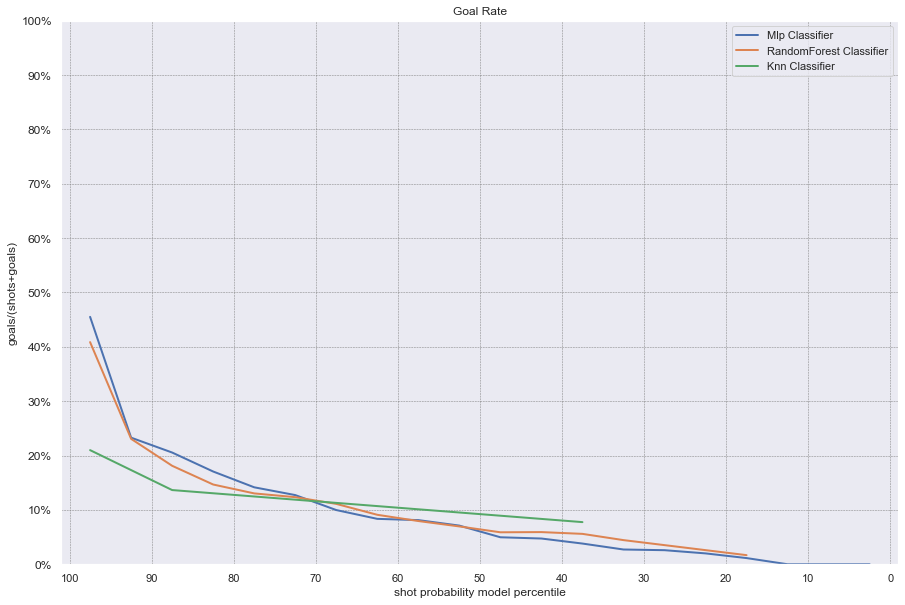 Goal Rate
100%
90%
80%
70%
60%
50%
40%
30%
20%
10%
0%
goals/(shots+goals)
Mlp Classifier
RandomForest Classifier
Knn Classifier
100 90 80 70 60 50 40 30 20 10 0
shot probability model percentile